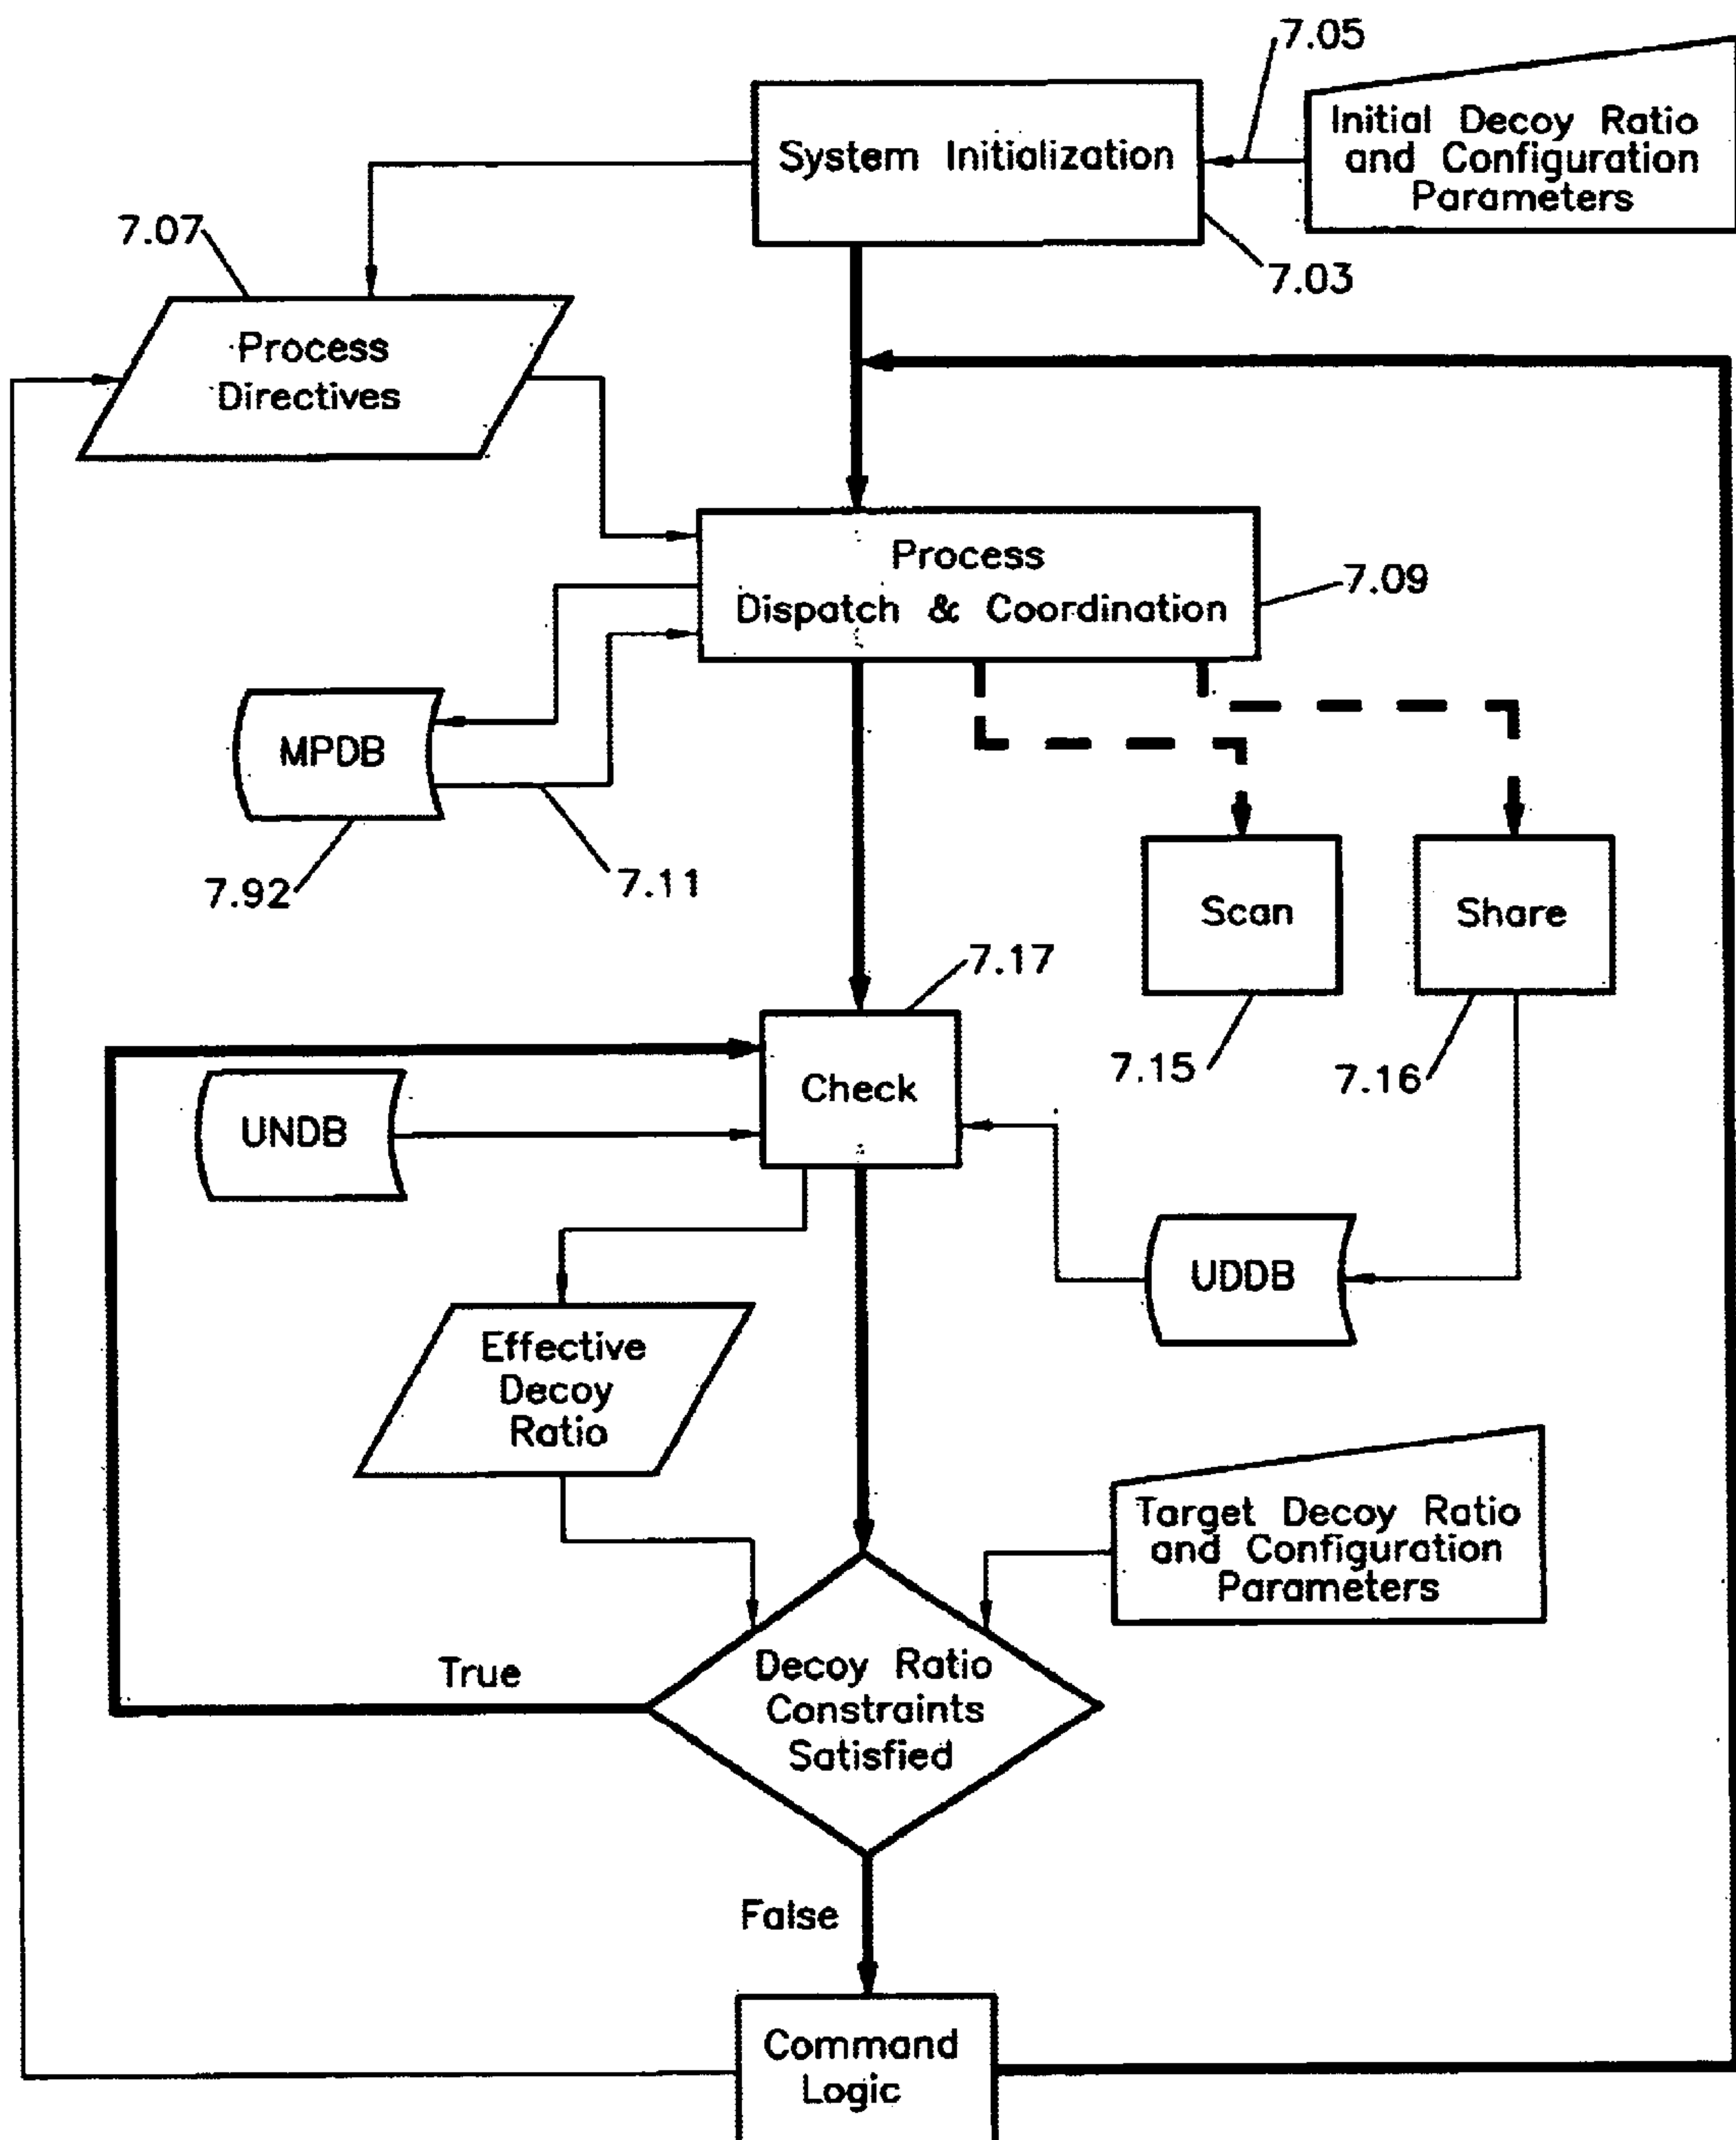 7.05
System Initialization
Initial Decoy Ratio
and Configuration
Parameters
7.07
7.03
Process
Directives
Process
Dispatch & Coordination
7.09
MPDB
7.92
7.11
Scan
Share
7.17
7.15
7.16
Check
UNDB
UDDB
Effective
Decoy
Ratio
Target Decoy Ratio
and Configuration
Parameters
True
Decoy Ratio
Constraints
Satisfied
False
Command
Logic